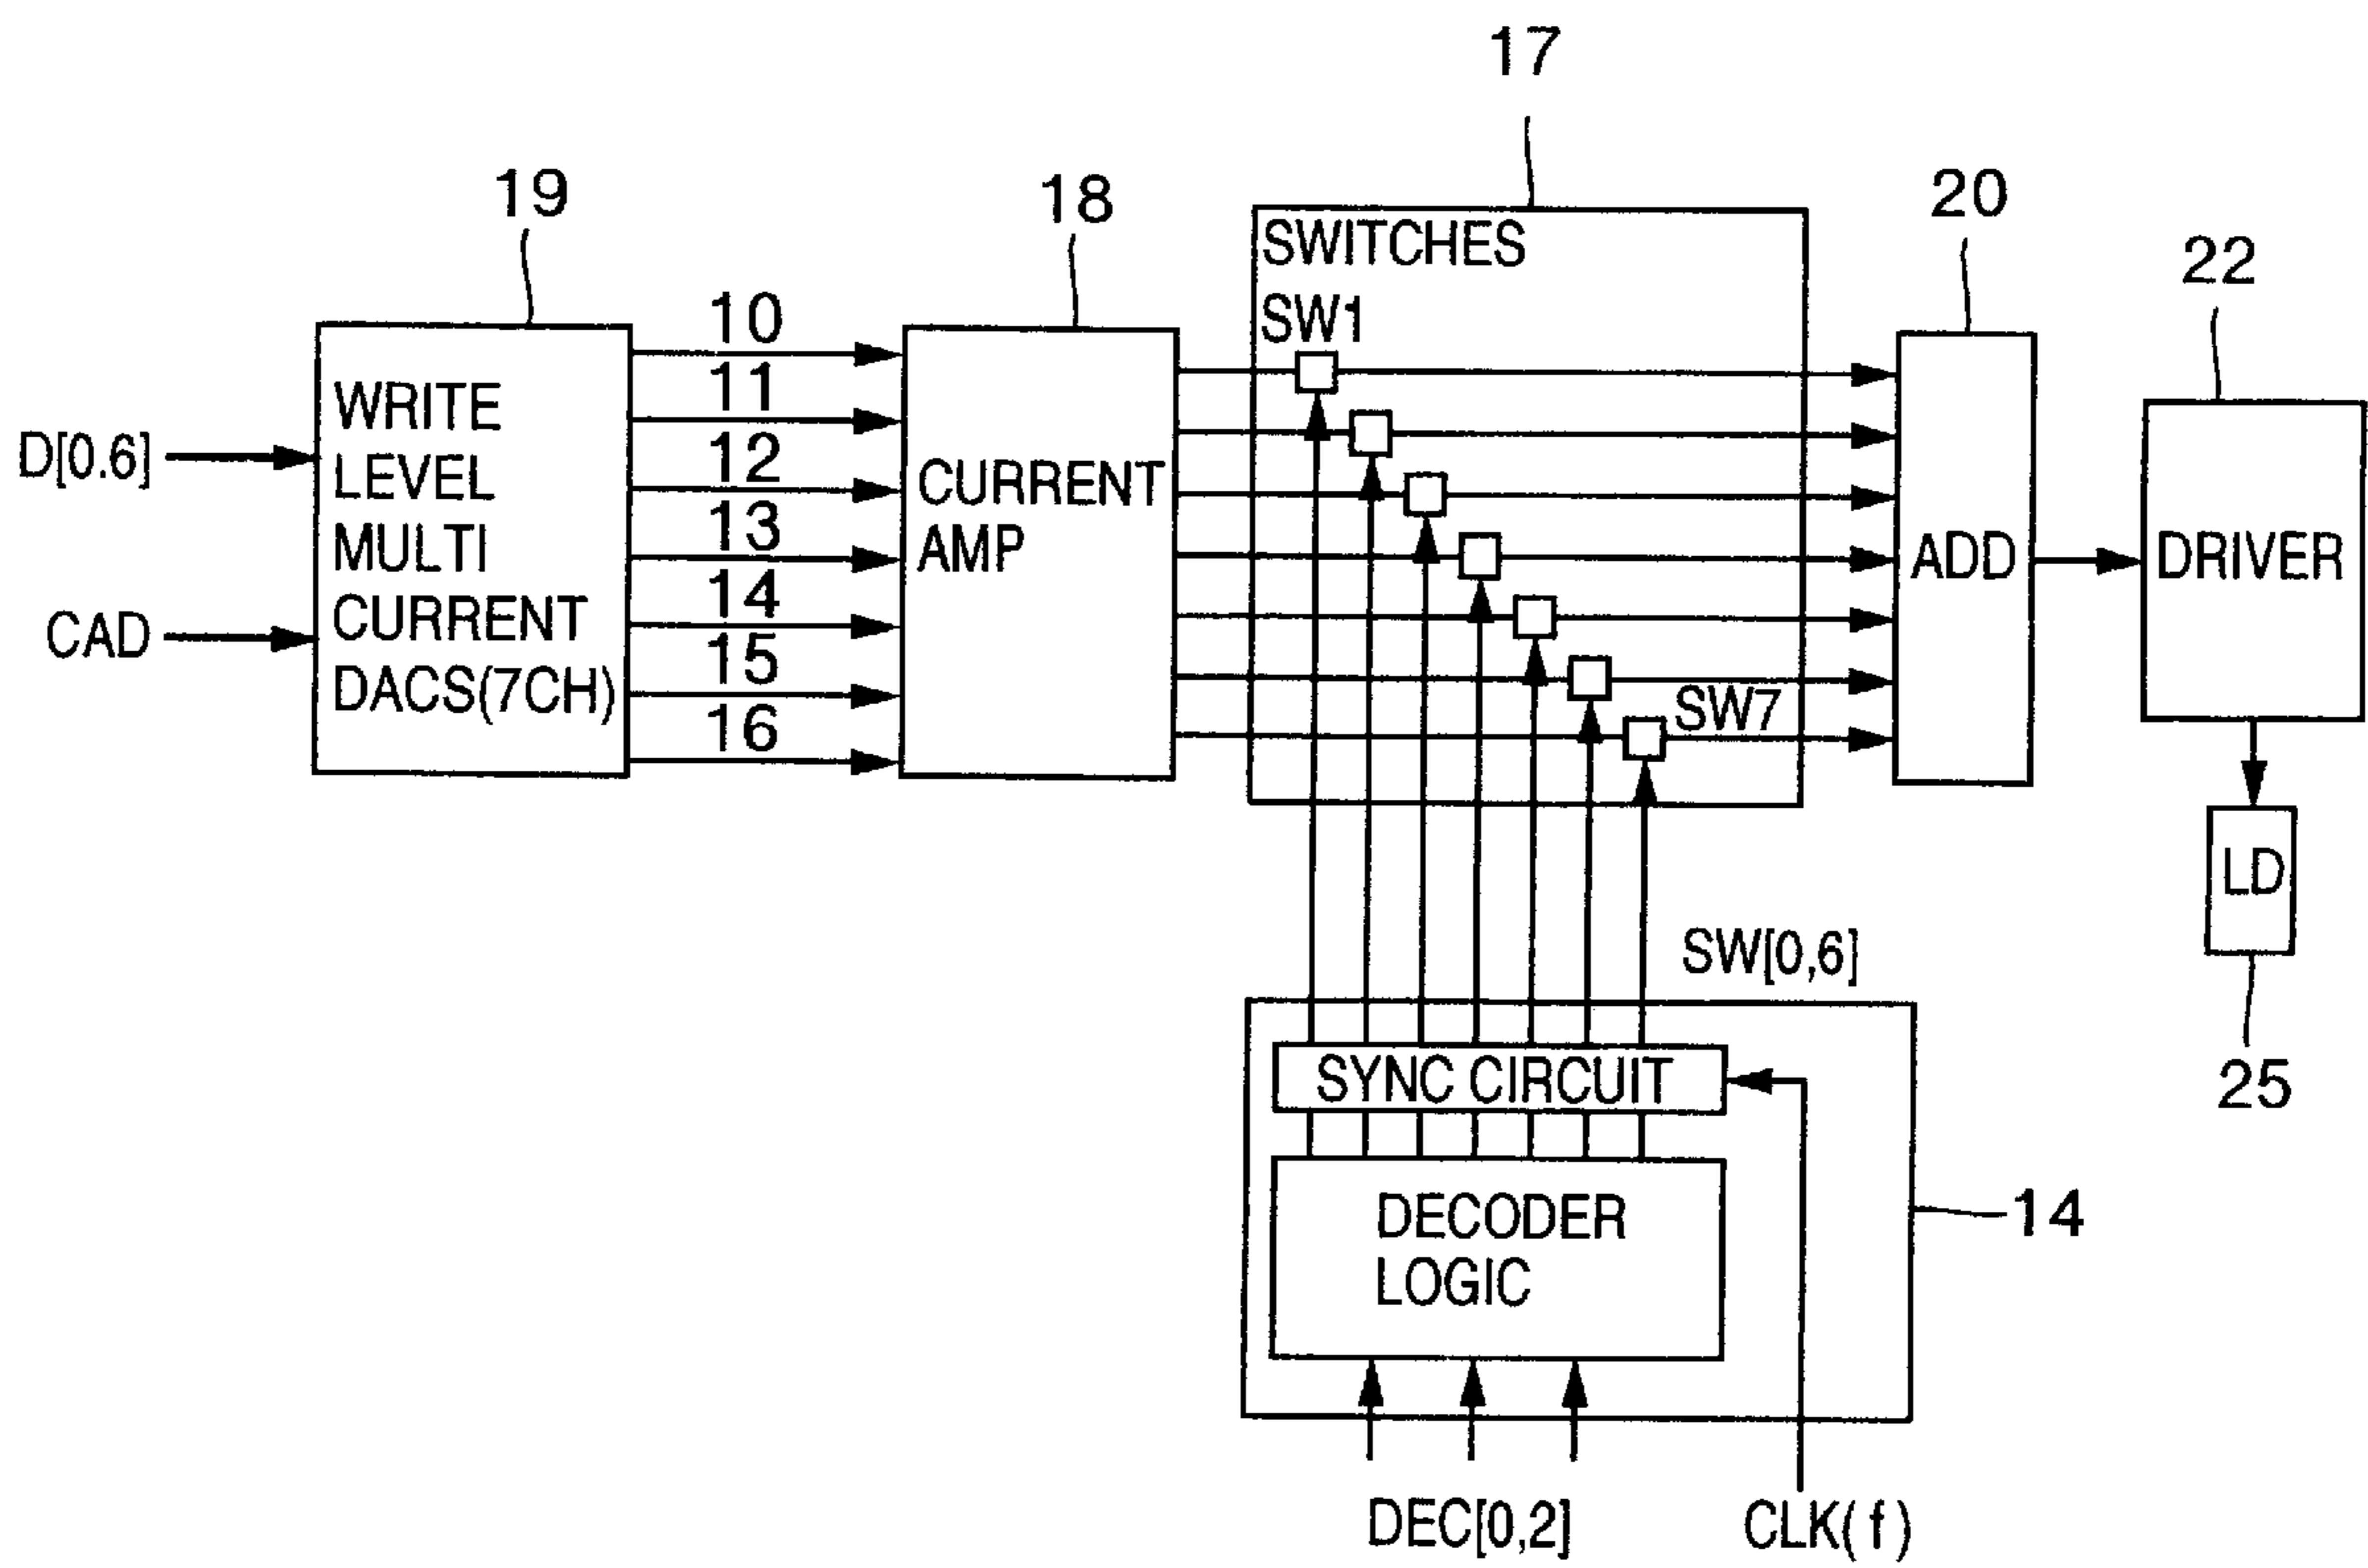 17
19
18
20
22
SWITCHES
SW1
10
11
12
13
14
15
16
WRITE
LEVEL
MULTI
CURRENT
DACS(7CH)
D[0.6]
CAD
CURRENT
AMP
SW7
ADD
DRIVER
LD
25
SW[0,6]
SYNC CIRCUIT
DECODER
LOGIC
14
DEC[0,2]
CLK(f)